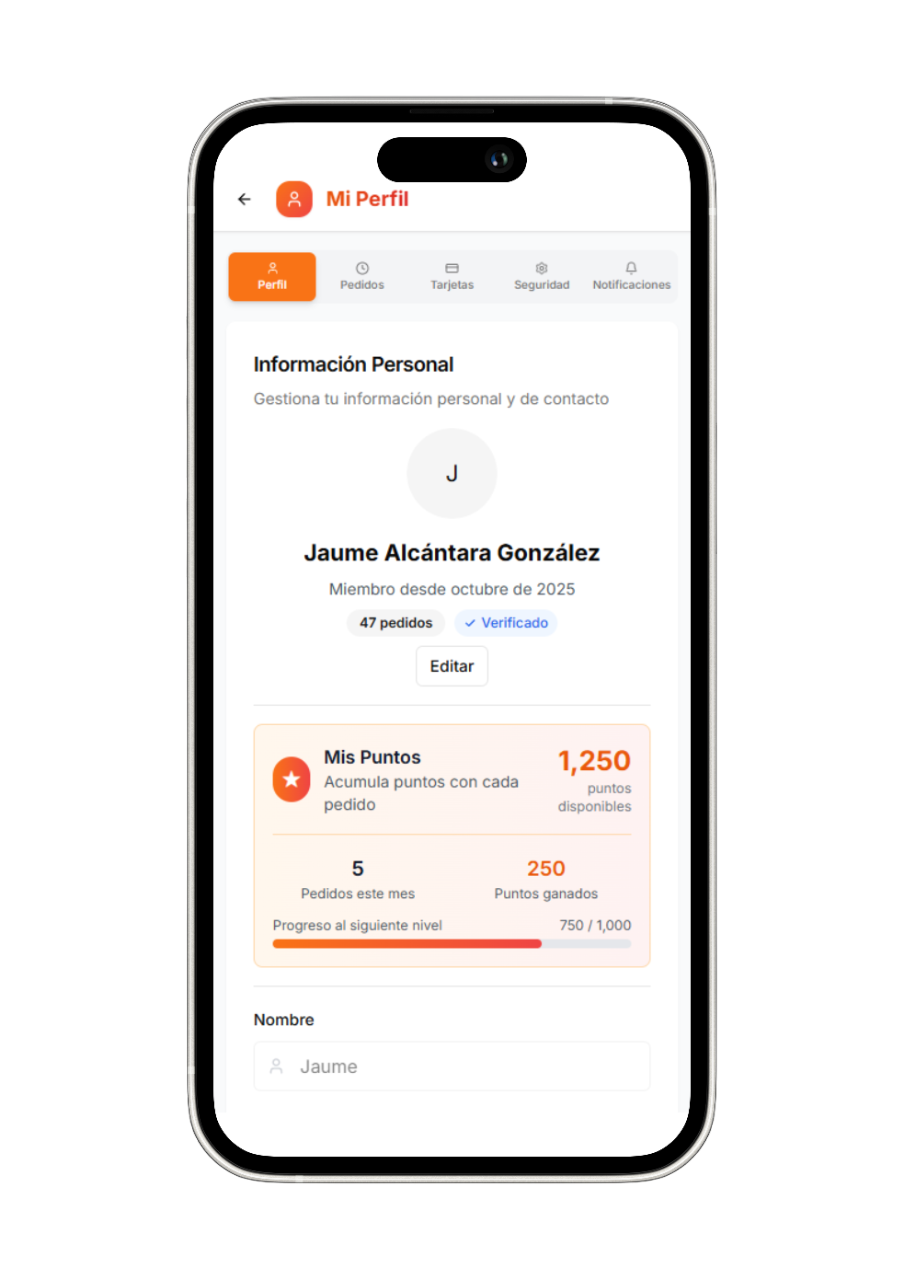 Mi Perfil
Perfil
Pedidos
Tarjetas
Seguridad
Notificaciones
Información Personal
Gestiona tu información personal y de contacto
J
Jaume Alcántara González
Miembro desde octubre de 2025
47 pedidos
Verificado
Editar
Mis Puntos
Acumula puntos con cada
pedido
1,250
puntos
disponibles
5
Pedidos este mes
250
Puntos ganados
Progreso al siguiente nivel
750 / 1,000
Nombre
Jaume